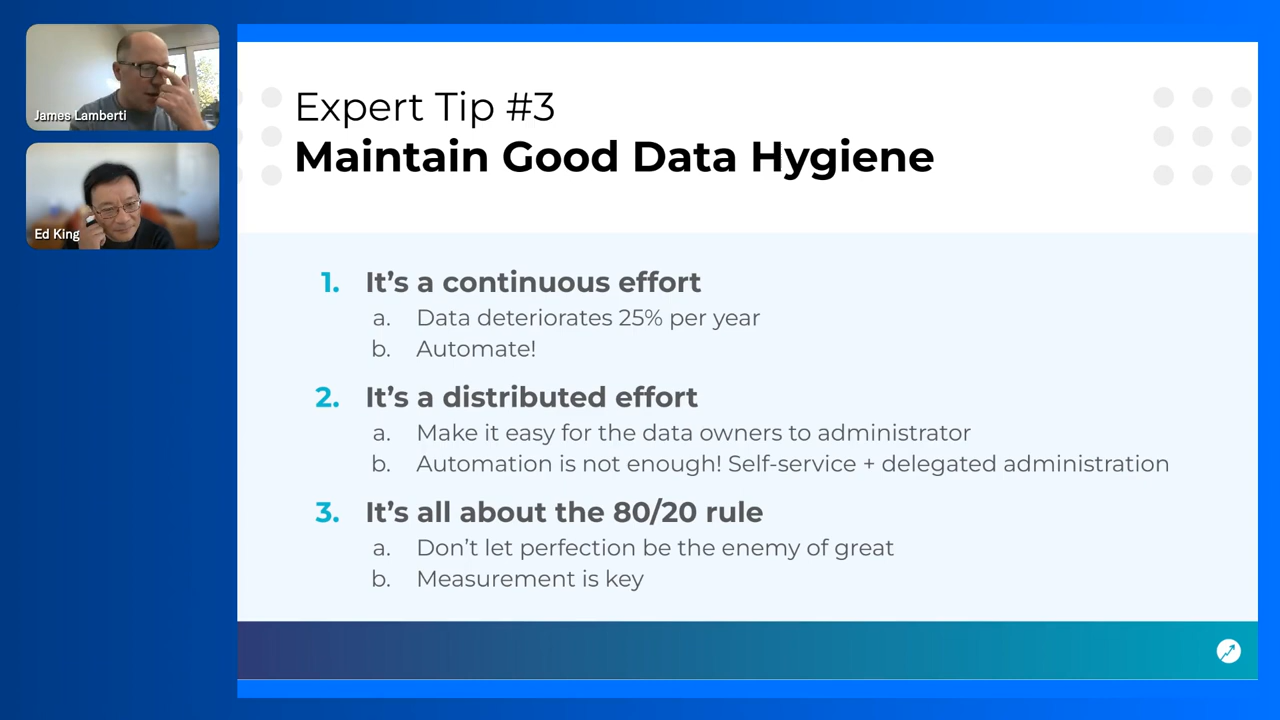 James Lamberti
Ed King
Expert Tip #3
Maintain Good Data Hygiene
1. It’s a continuous effort
a. Data deteriorates 25% per year
b. Automate!
2. It’s a distributed effort
a. Make it easy for the data owners to administrator
b. Automation is not enough! Self-service + delegated administration
3. It’s all about the 80/20 rule
a. Don’t let perfection be the enemy of great
b. Measurement is key